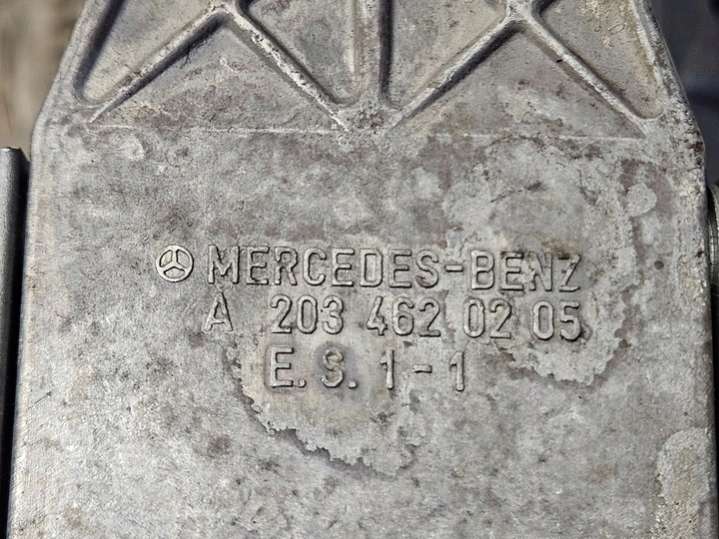 MERCEDES-BENZ
A 203 462 02 05
E.S. 1-1